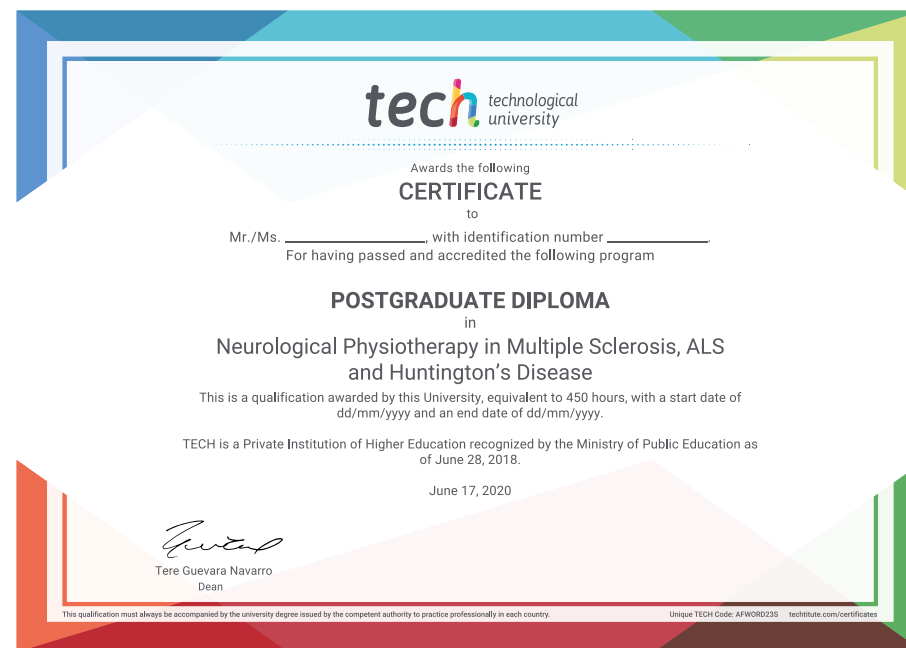 tech technological
university
Awards the following
CERTIFICATE
to
Mr./Ms. ____________________, with identification number ______________.
For having passed and accredited the following program
POSTGRADUATE DIPLOMA
in
Neurological Physiotherapy in Multiple Sclerosis, ALS
and Huntington's Disease
This is a qualification awarded by this University, equivalent to 450 hours, with a start date of
dd/mm/yyyy and an end date of dd/mm/yyyy.
TECH is a Private Institution of Higher Education recognized by the Ministry of Public Education as
of June 28, 2018.
June 17, 2020
Tere Guevara Navarro
Dean
This qualification must always be accompanied by the university degree issued by the competent authority to practice professionally in each country.
Unique TECH Code: AFWORD23S techtitute.com/certificates